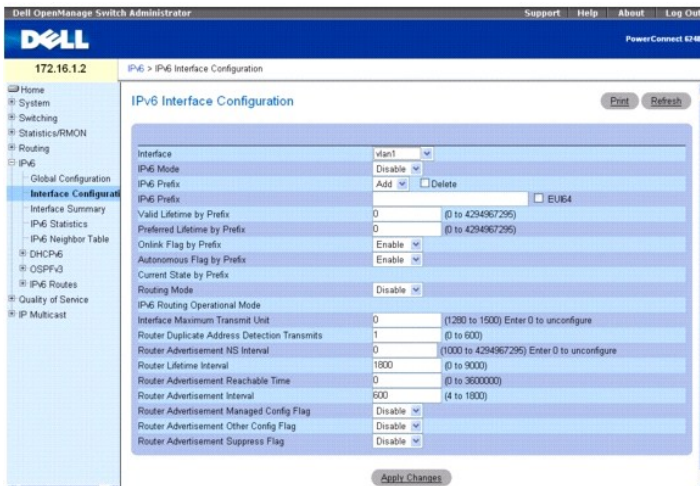 Dell OpenManage Switch Administrator
Support Help About Log Out
DELL
PowerConnect 6248
172.16.1.2
IPv6 > IPv6 Interface Configuration
Home
System
Switching
Statistics/RMON
Routing
IPv6
Global Configuration
Interface Configurati
Interface Summary
IPv6 Statistics
IPv6 Neighbor Table
DHCPv6
OSPFv3
IPv6 Routes
Quality of Service
IP Multicast
IPv6 Interface Configuration
Print Refresh
Interface vlan1
IPv6 Mode Disable
IPv6 Prefix Add Delete
IPv6 Prefix EUI64
Valid Lifetime by Prefix 0 (0 to 4294967295)
Preferred Lifetime by Prefix 0 (0 to 4294967295)
Onlink Flag by Prefix Enable
Autonomous Flag by Prefix Enable
Current State by Prefix
Routing Mode Disable
IPv6 Routing Operational Mode
Interface Maximum Transmit Unit 0 (1280 to 1500) Enter 0 to unconfigure
Router Duplicate Address Detection Transmits 1 (0 to 600)
Router Advertisement NS Interval 0 (1000 to 4294967295) Enter 0 to unconfigure
Router Lifetime Interval 1800 (0 to 9000)
Router Advertisement Reachable Time 0 (0 to 3600000)
Router Advertisement Interval 600 (4 to 1800)
Router Advertisement Managed Config Flag Disable
Router Advertisement Other Config Flag Disable
Router Advertisement Suppress Flag Disable
Apply Changes